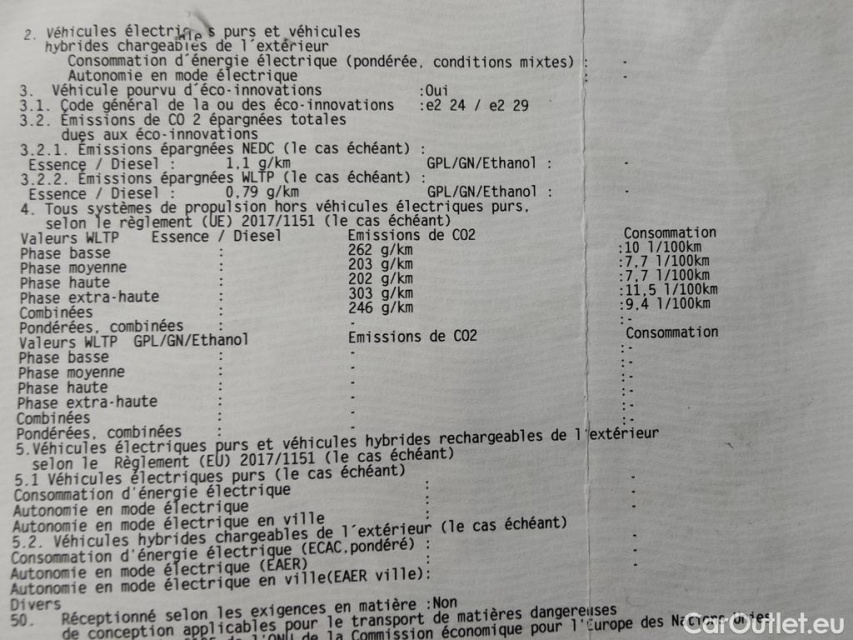 2. Véhicules électriques purs et véhicules
hybrides chargeables de l´extérieur
Consommation d´énergie électrique (pondérée, conditions mixtes) : -
Autonomie en mode électrique : -
3. Véhicule pourvu d´éco-innovations :Oui
3.1. Code général de la ou des éco-innovations :e2 24 / e2 29
3.2. Emissions de CO 2 épargnées totales
dues aux éco-innovations
3.2.1. Emissions épargnées NEDC (le cas échéant) :
Essence / Diesel : 1,1 g/km GPL/GN/Ethanol : -
3.2.2. Emissions épargnées WLTP (le cas échéant) :
Essence / Diesel : 0,79 g/km GPL/GN/Ethanol : -
4. Tous systèmes de propulsion hors véhicules électriques purs,
selon le règlement (UE) 2017/1151 (le cas échéant)
Valeurs WLTP Essence / Diesel Emissions de CO2 Consommation
Phase basse : 262 g/km :10 l/100km
Phase moyenne : 203 g/km :7,7 l/100km
Phase haute : 202 g/km :7,7 l/100km
Phase extra-haute : 303 g/km :11,5 l/100km
Combinées : 246 g/km :9,4 l/100km
Pondérées, combinées : - :-
Valeurs WLTP GPL/GN/Ethanol Emissions de CO2 Consommation
Phase basse : - :-
Phase moyenne : - :-
Phase haute : - :-
Phase extra-haute : - :-
Combinées : - :-
Pondérées, combinées : - :-
5.Véhicules électriques purs et véhicules hybrides rechargeables de l'extérieur
selon le Règlement (EU) 2017/1151 (le cas échéant)
5.1 Véhicules électriques purs (le cas échéant)
Consommation d'énergie électrique : -
Autonomie en mode électrique : -
Autonomie en mode électrique en ville : -
5.2. Véhicules hybrides chargeables de l´extérieur (le cas échéant)
Consommation d'énergie électrique (ECAC,pondéré) : -
Autonomie en mode électrique (EAER) : -
Autonomie en mode électrique en ville(EAER ville): -
Divers
50. Réceptionné selon les exigences en matière :Non
de conception applicables pour le transport de matières dangereuses
de l'ONU de la Commission économique pour l'Europe des Nations Unies
CarOutlet.eu